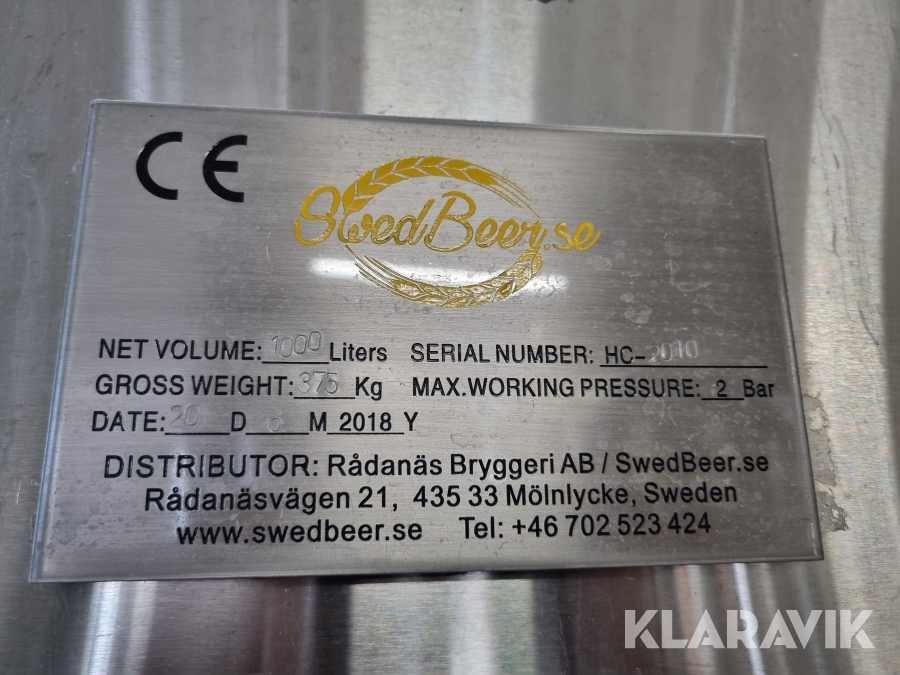 CE
SwedBeer.se
NET VOLUME: 1000 Liters SERIAL NUMBER: HC-2010
GROSS WEIGHT: 375 Kg MAX.WORKING PRESSURE: 2 Bar
DATE: 20 D 6 M 2018 Y
DISTRIBUTOR: Rådanäs Bryggeri AB / SwedBeer.se
Rådanäsvägen 21, 435 33 Mölnlycke, Sweden
www.swedbeer.se Tel: +46 702 523 424
KLARAVIK